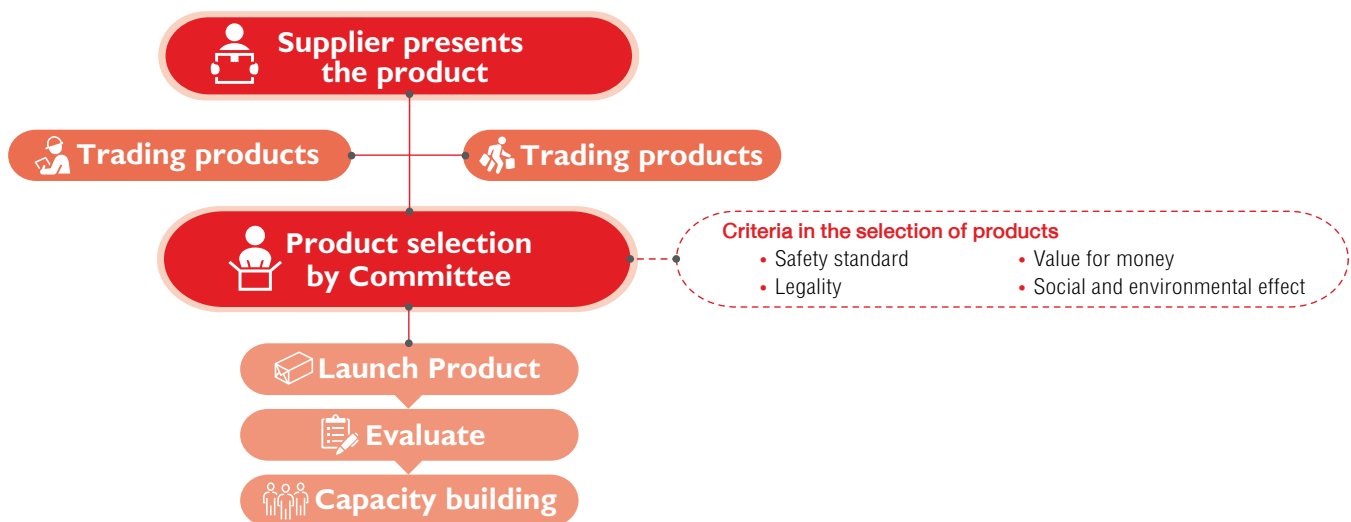 Supplier presents
the product
Trading products
Trading products
Product selection
by Committee
Criteria in the selection of products
• Safety standard
• Legality
• Value for money
• Social and environmental effect
Launch Product
Evaluate
Capacity building